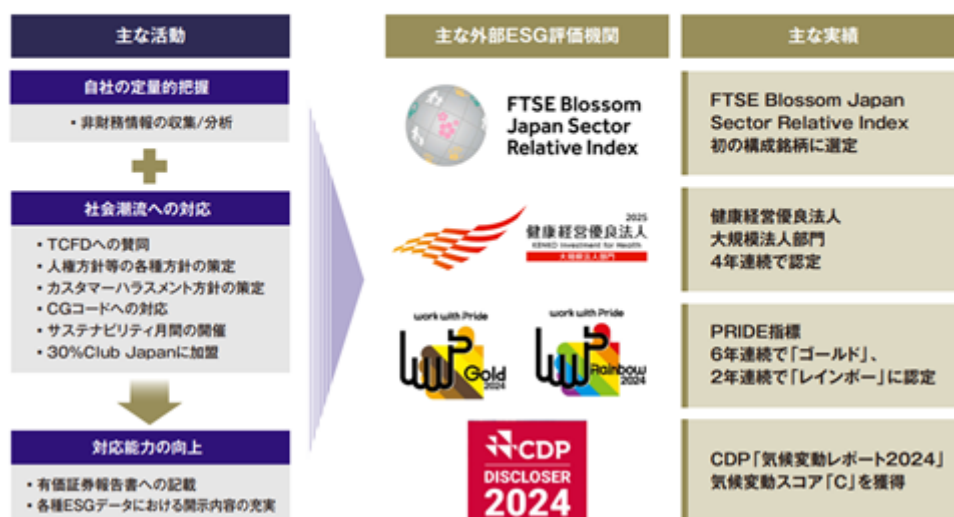 主な活動
自社の定量的把握
・非財務情報の収集/分析
社会潮流への対応
・TCFDへの賛同
・人権方針等の各種方針の策定
・カスタマーハラスメント方針の策定
・CGコードへの対応
・サステナビリティ月間の開催
・30%Club Japanに加盟
対応能力の向上
・有価証券報告書への記載
・各種ESGデータにおける開示内容の充実
主な外部ESG評価機関
FTSE Blossom
Japan Sector
Relative Index
2025
健康経営優良法人
KENKO Investment for Health
大規模法人部門
work with Pride
Gold
2024
work with Pride
Rainbow
2024
CDP
DISCLOSER
2024
主な実績
FTSE Blossom Japan
Sector Relative Index
初の構成銘柄に選定
健康経営優良法人
大規模法人部門
4年連続で認定
PRIDE指標
6年連続で「ゴールド」、
2年連続で「レインボー」に認定
CDP「気候変動レポート2024」
気候変動スコア「C」を獲得